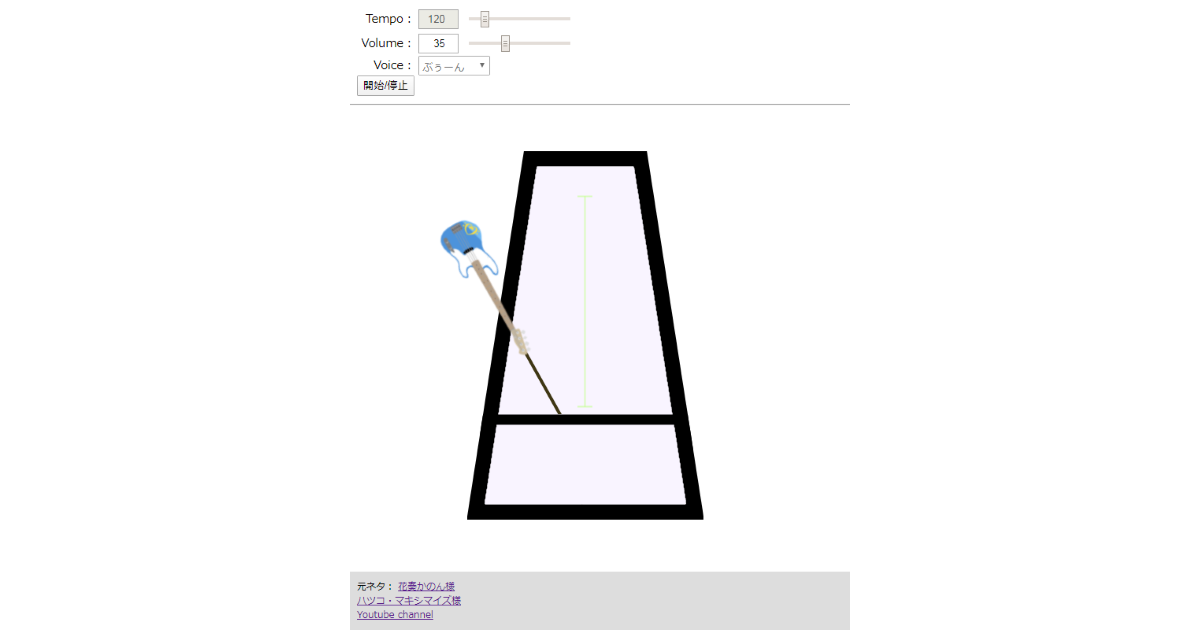 Tempo： 120
Volume： 35
Voice： ぶぅーん
開始/停止
元ネタ： 花奏かのん様
ハツコ・マキシマイズ様
Youtube channel